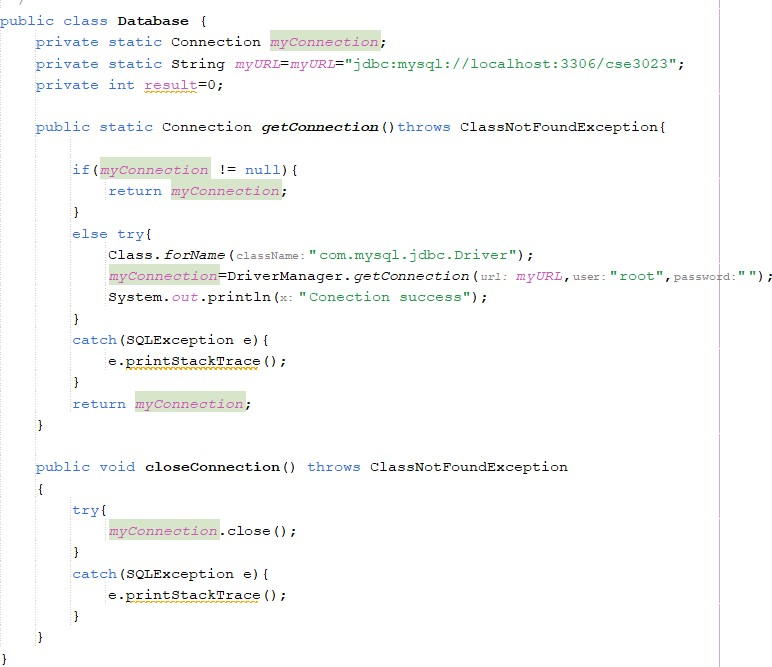 public class Database {
    private static Connection myConnection;
    private static String myURL=myURL="jdbc:mysql://localhost:3306/cse3023";
    private int result=0;
    public static Connection getConnection()throws ClassNotFoundException{
        if(myConnection != null){
            return myConnection;
        }
        else try{
            Class.forName(className: "com.mysql.jdbc.Driver");
            myConnection=DriverManager.getConnection(url: myURL,user: "root",password: "");
            System.out.println(x: "Conection success");
        }
        catch(SQLException e){
            e.printStackTrace();
        }
        return myConnection;
    }
    public void closeConnection() throws ClassNotFoundException
    {
        try{
            myConnection.close();
        }
        catch(SQLException e){
            e.printStackTrace();
        }
    }
}